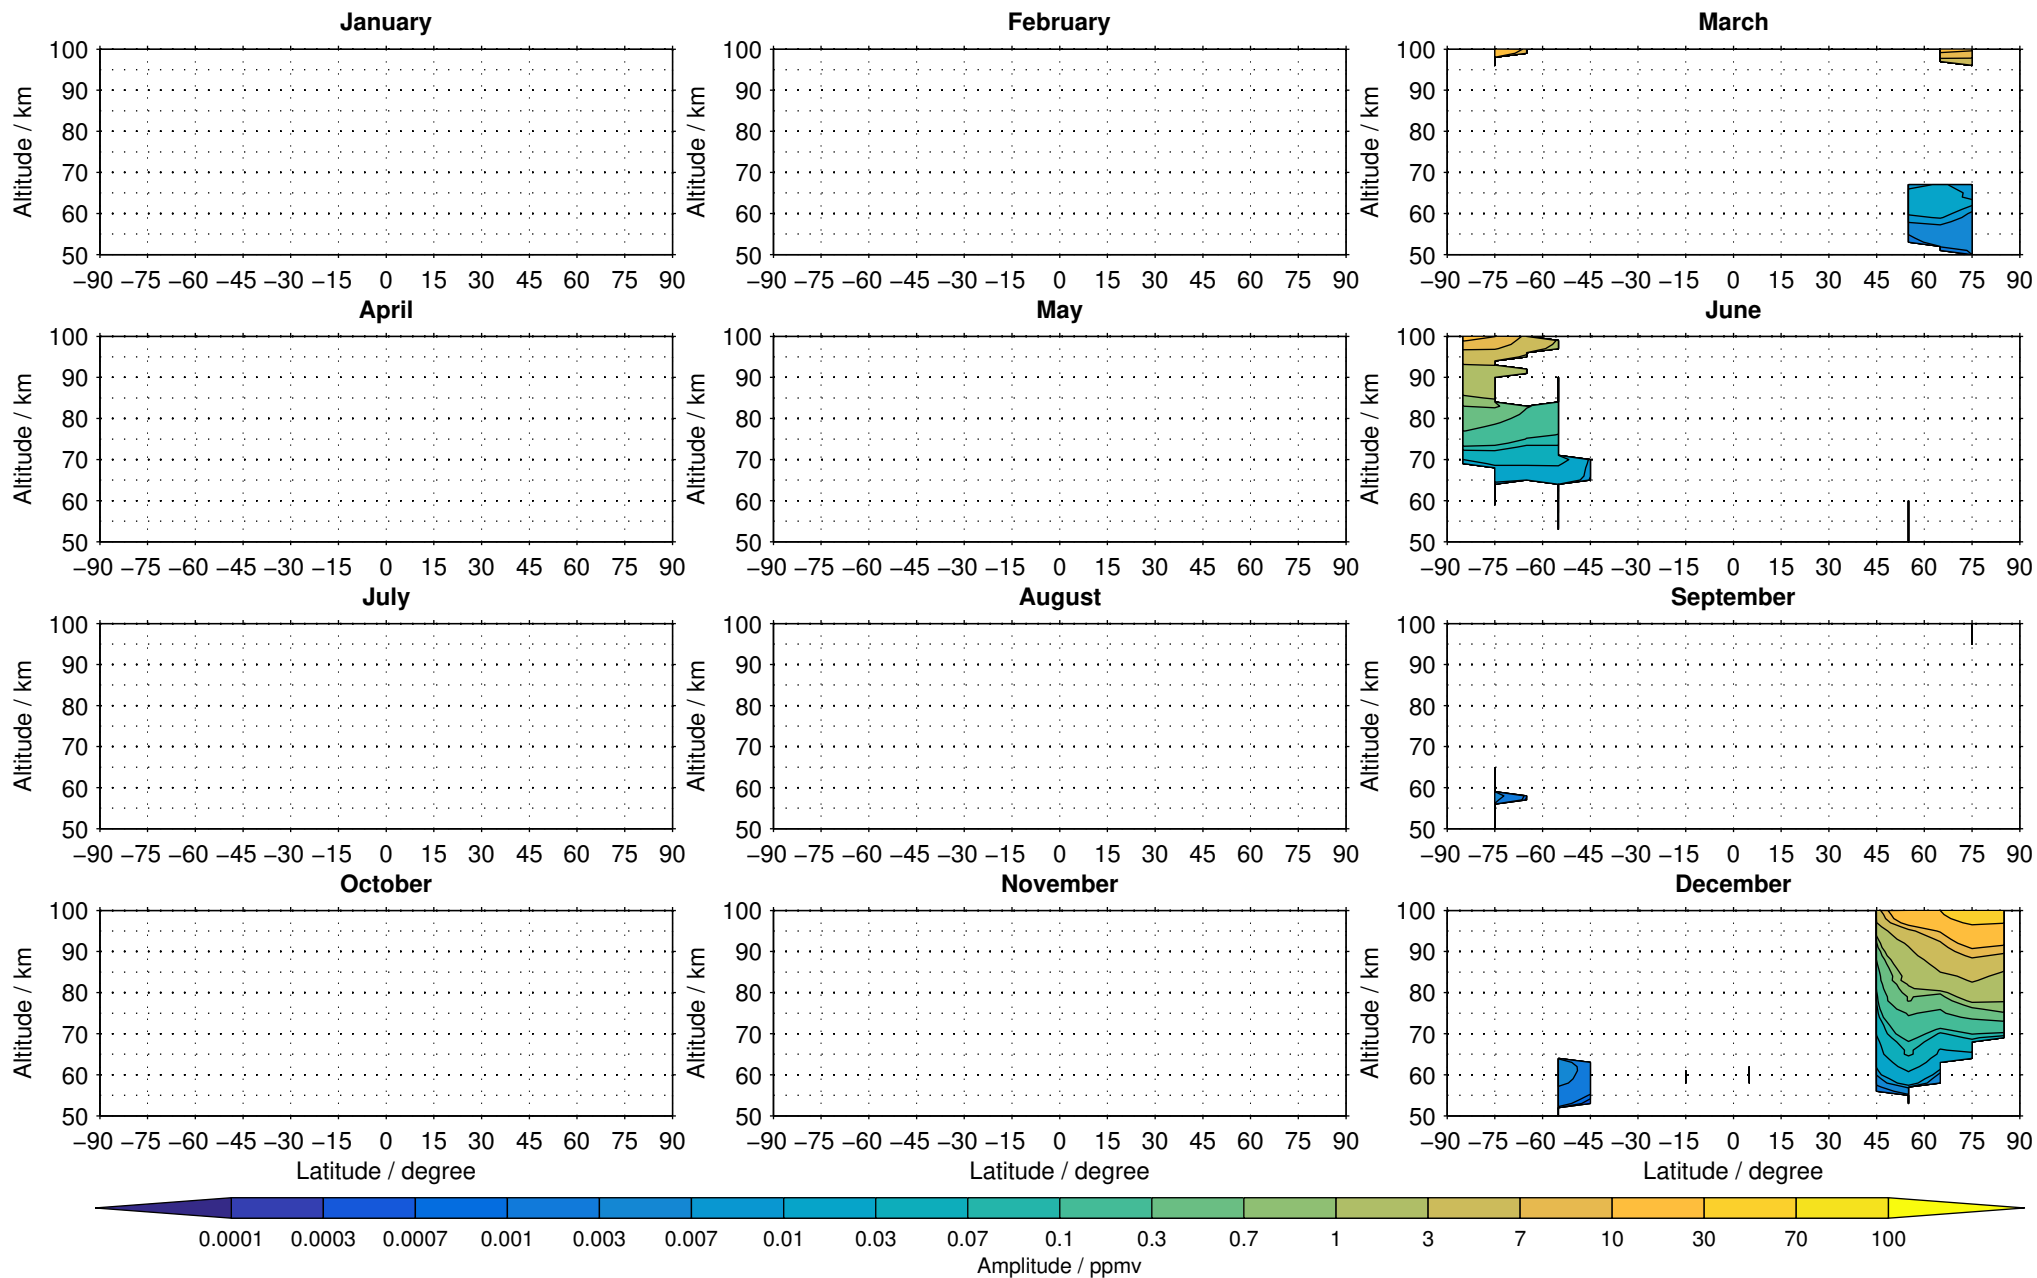 January February March
100 100 100
90 90 90
80 80 80
70 70 70
60 60 60
50 50 50
Altitude / km Altitude / km Altitude / km
−90 −75 −60 −45 −30 −15 0 15 30 45 60 75 90 −90 −75 −60 −45 −30 −15 0 15 30 45 60 75 90 −90 −75 −60 −45 −30 −15 0 15 30 45 60 75 90
April May June
100 100 100
90 90 90
80 80 80
70 70 70
60 60 60
50 50 50
Altitude / km Altitude / km Altitude / km
−90 −75 −60 −45 −30 −15 0 15 30 45 60 75 90 −90 −75 −60 −45 −30 −15 0 15 30 45 60 75 90 −90 −75 −60 −45 −30 −15 0 15 30 45 60 75 90
July August September
100 100 100
90 90 90
80 80 80
70 70 70
60 60 60
50 50 50
Altitude / km Altitude / km Altitude / km
−90 −75 −60 −45 −30 −15 0 15 30 45 60 75 90 −90 −75 −60 −45 −30 −15 0 15 30 45 60 75 90 −90 −75 −60 −45 −30 −15 0 15 30 45 60 75 90
October November December
100 100 100
90 90 90
80 80 80
70 70 70
60 60 60
50 50 50
Altitude / km Altitude / km Altitude / km
−90 −75 −60 −45 −30 −15 0 15 30 45 60 75 90 −90 −75 −60 −45 −30 −15 0 15 30 45 60 75 90 −90 −75 −60 −45 −30 −15 0 15 30 45 60 75 90
Latitude / degree Latitude / degree Latitude / degree
0.0001 0.0003 0.0007 0.001 0.003 0.007 0.01 0.03 0.07 0.1 0.3 0.7 1 3 7 10 30 70 100
Amplitude / ppmv